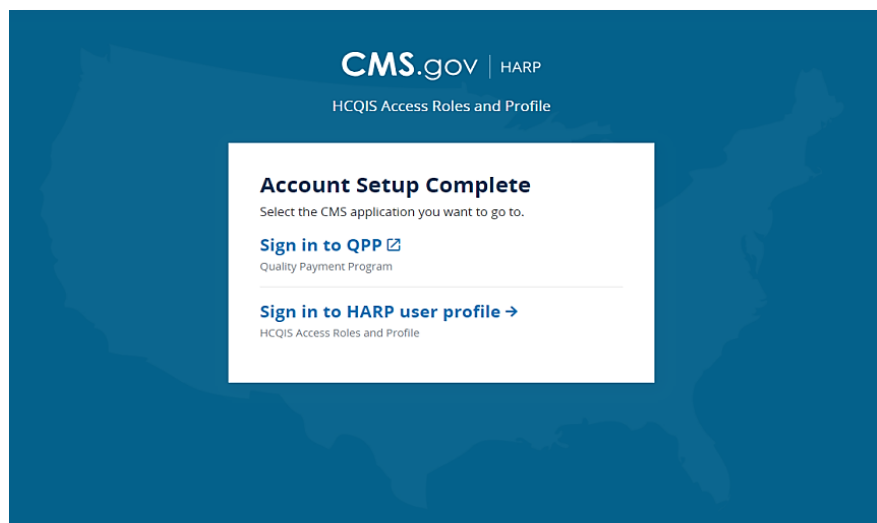 CMS.gov | HARP
HCQIS Access Roles and Profile
Account Setup Complete
Select the CMS application you want to go to.
Sign in to QPP
Quality Payment Program
Sign in to HARP user profile →
HCQIS Access Roles and Profile